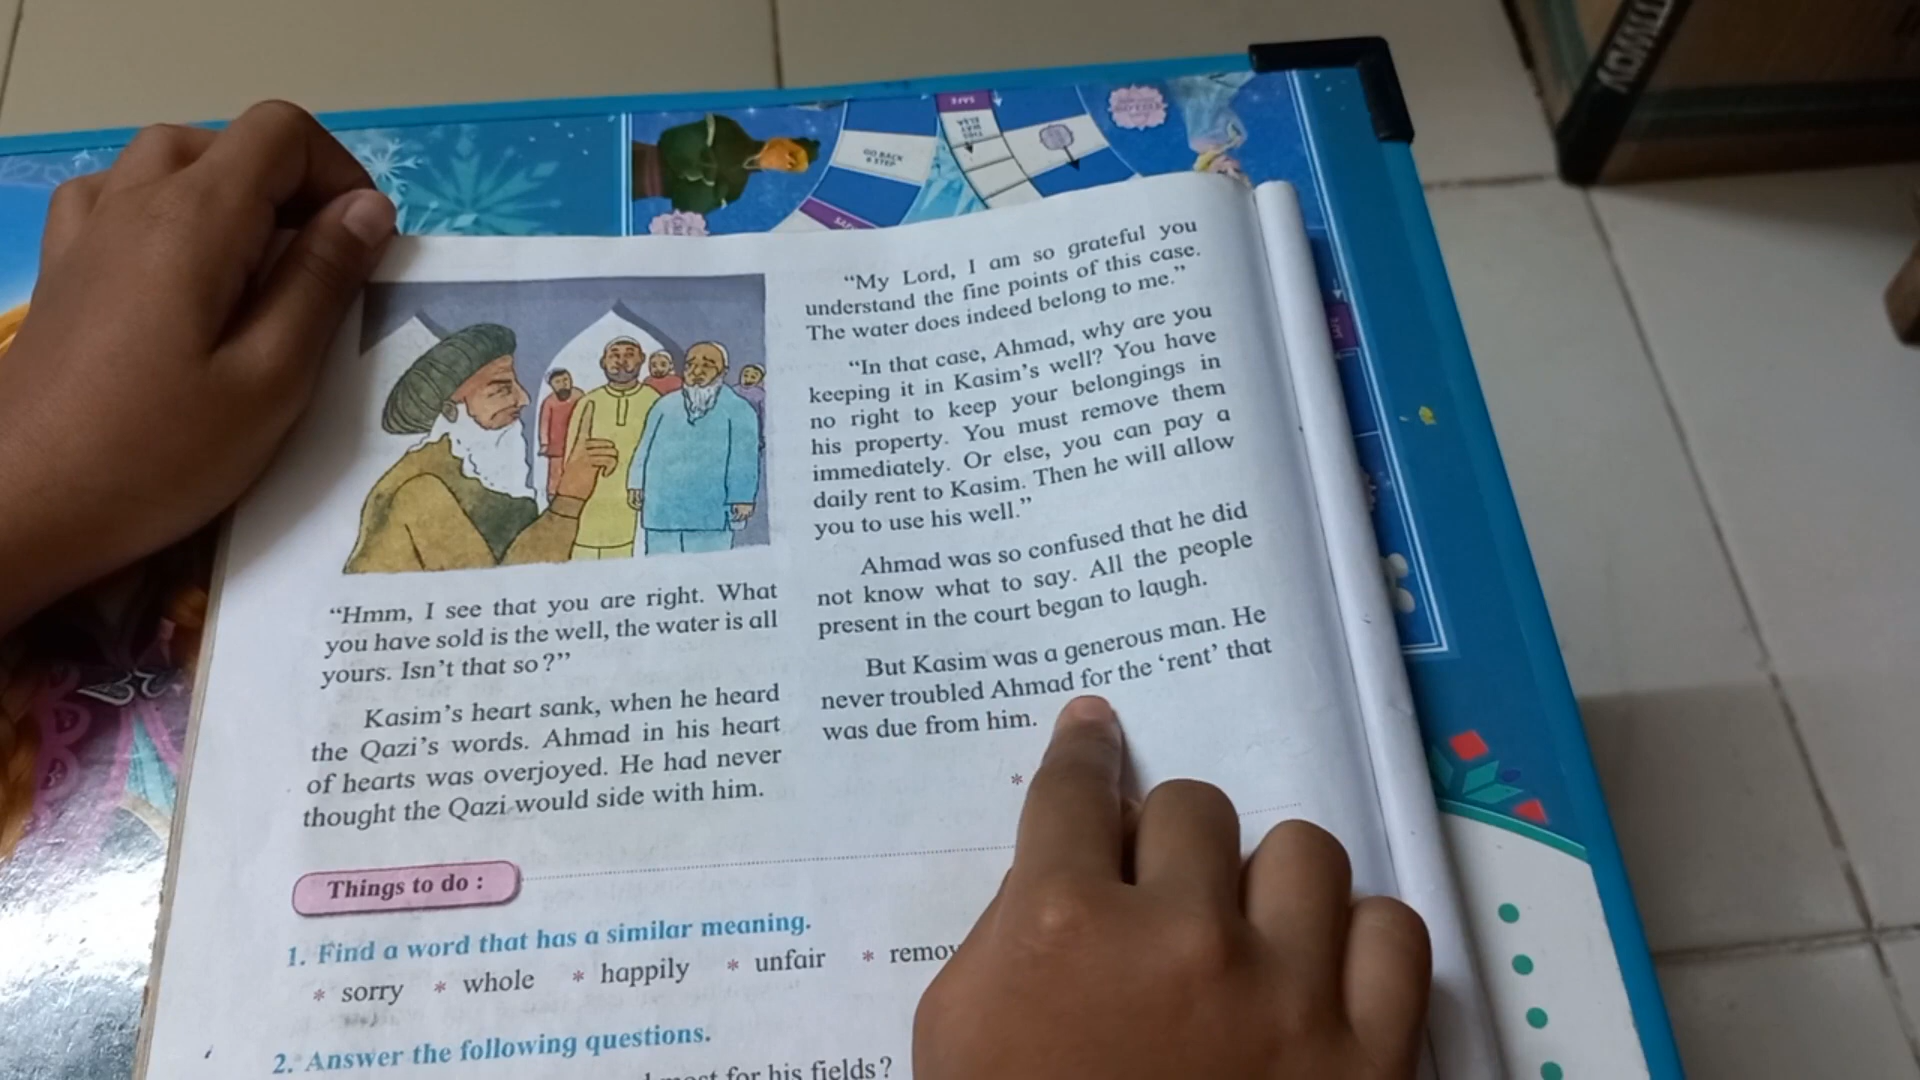 “Hmm, I see that you are right. What
you have sold is the well, the water is all
yours. Isn’t that so?”
Kasim’s heart sank, when he heard
the Qazi’s words. Ahmad in his heart
of hearts was overjoyed. He had never
thought the Qazi would side with him.
“My Lord, I am so grateful you
understand the fine points of this case.
The water does indeed belong to me.”
“In that case, Ahmad, why are you
keeping it in Kasim’s well? You have
no right to keep your belongings in
his property. You must remove them
immediately. Or else, you can pay a
daily rent to Kasim. Then he will allow
you to use his well.”
Ahmad was so confused that he did
not know what to say. All the people
present in the court began to laugh.
But Kasim was a generous man. He
never troubled Ahmad for the ‘rent’ that
was due from him.
*
Things to do :
1. Find a word that has a similar meaning.
* sorry * whole * happily * unfair *
2. Answer the following questions.
for his fields?
GO BACK
6 STEP
SAFE